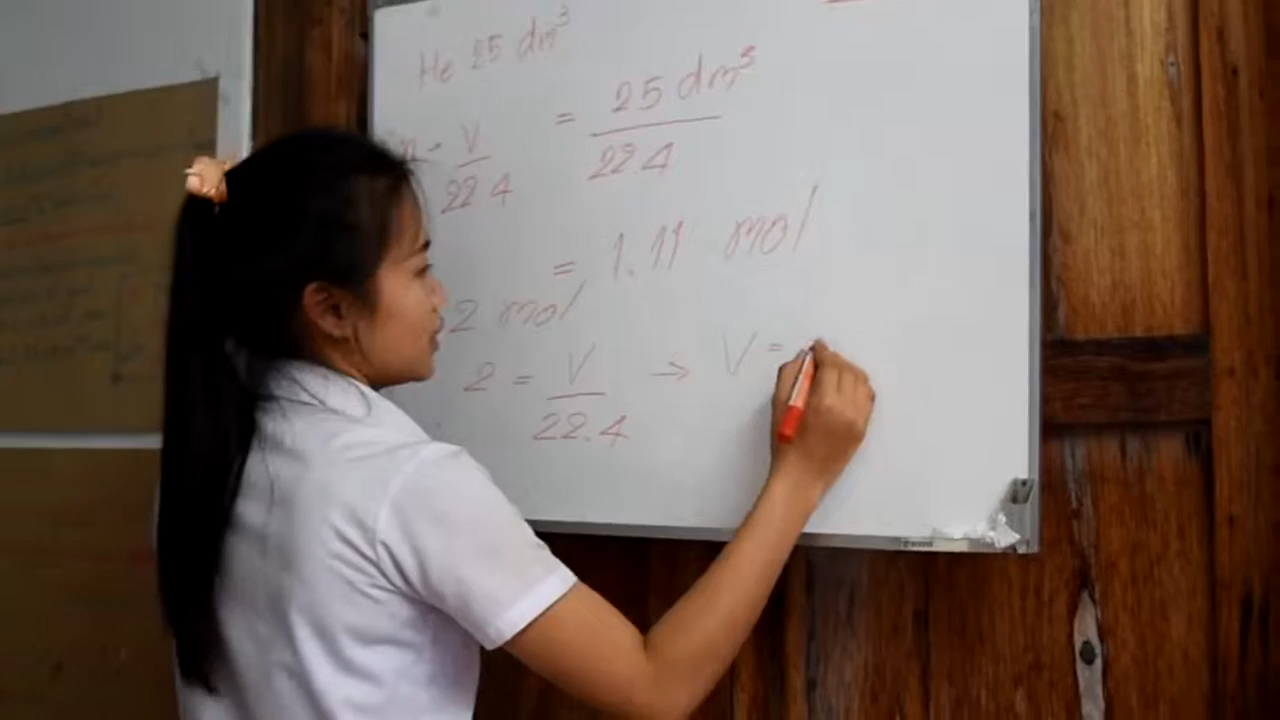 He 25 dm³
n = V/22.4 = 25 dm³/22.4
= 1.11 mol
2 mol
2 = V/22.4 → V =